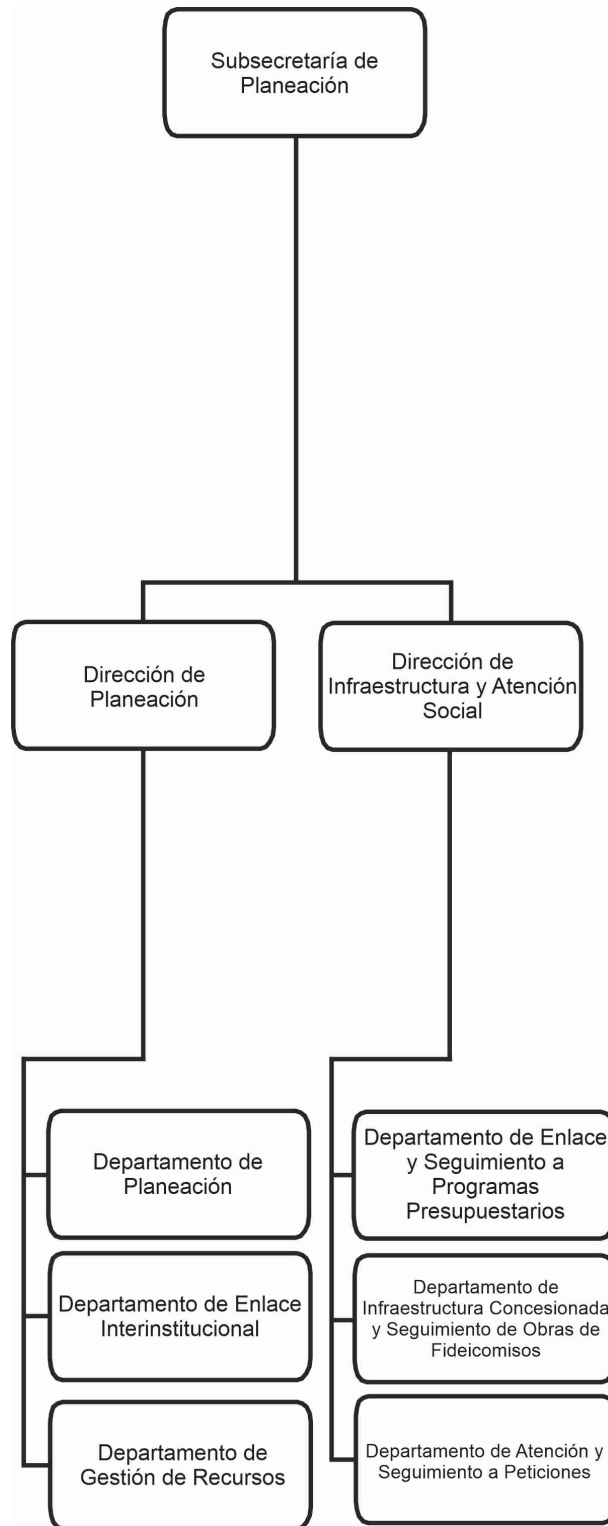 Subsecretaría de
Planeación
Dirección de
Planeación
Dirección de
Infraestructura y Atención
Social
Departamento de
Planeación
Departamento de Enlace
Interinstitucional
Departamento de
Gestión de Recursos
Departamento de Enlace
y Seguimiento a
Programas
Presupuestarios
Departamento de
Infraestructura Concesionada
y Seguimiento de Obras de
Fideicomisos
Departamento de Atención y
Seguimiento a Peticiones